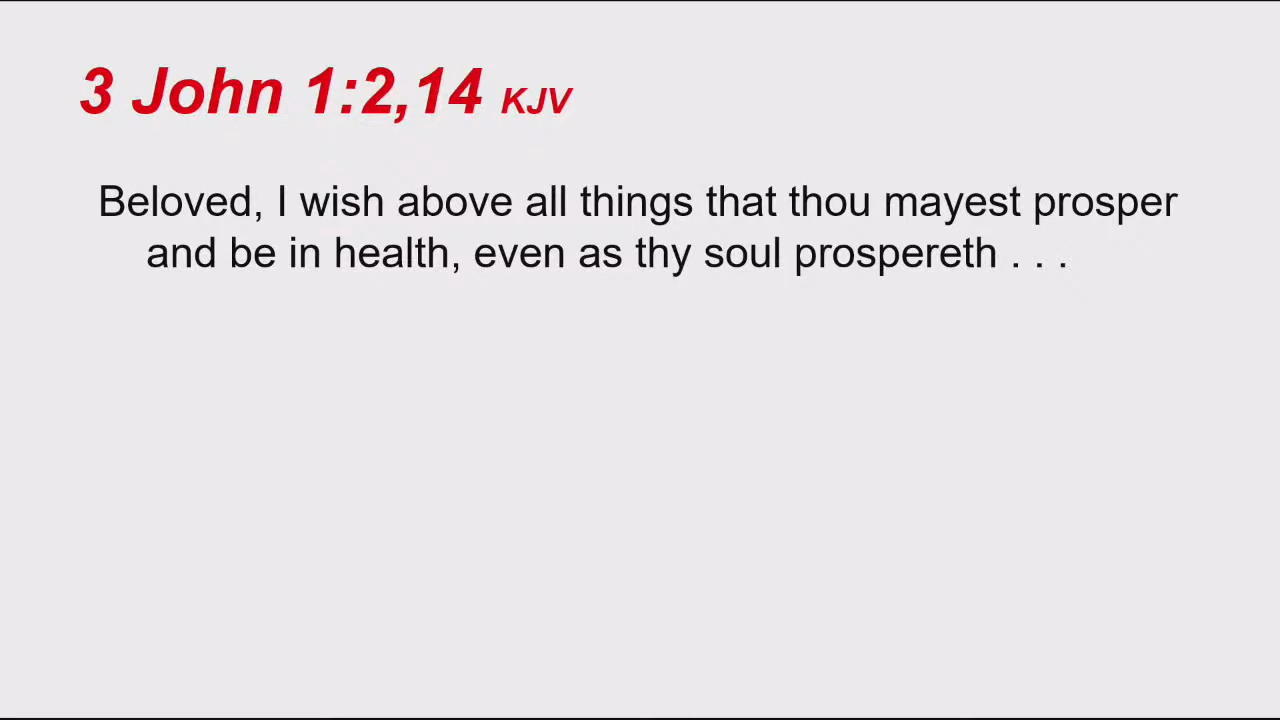 3 John 1:2,14 KJV
Beloved, I wish above all things that thou mayest prosper
and be in health, even as thy soul prospereth . . .